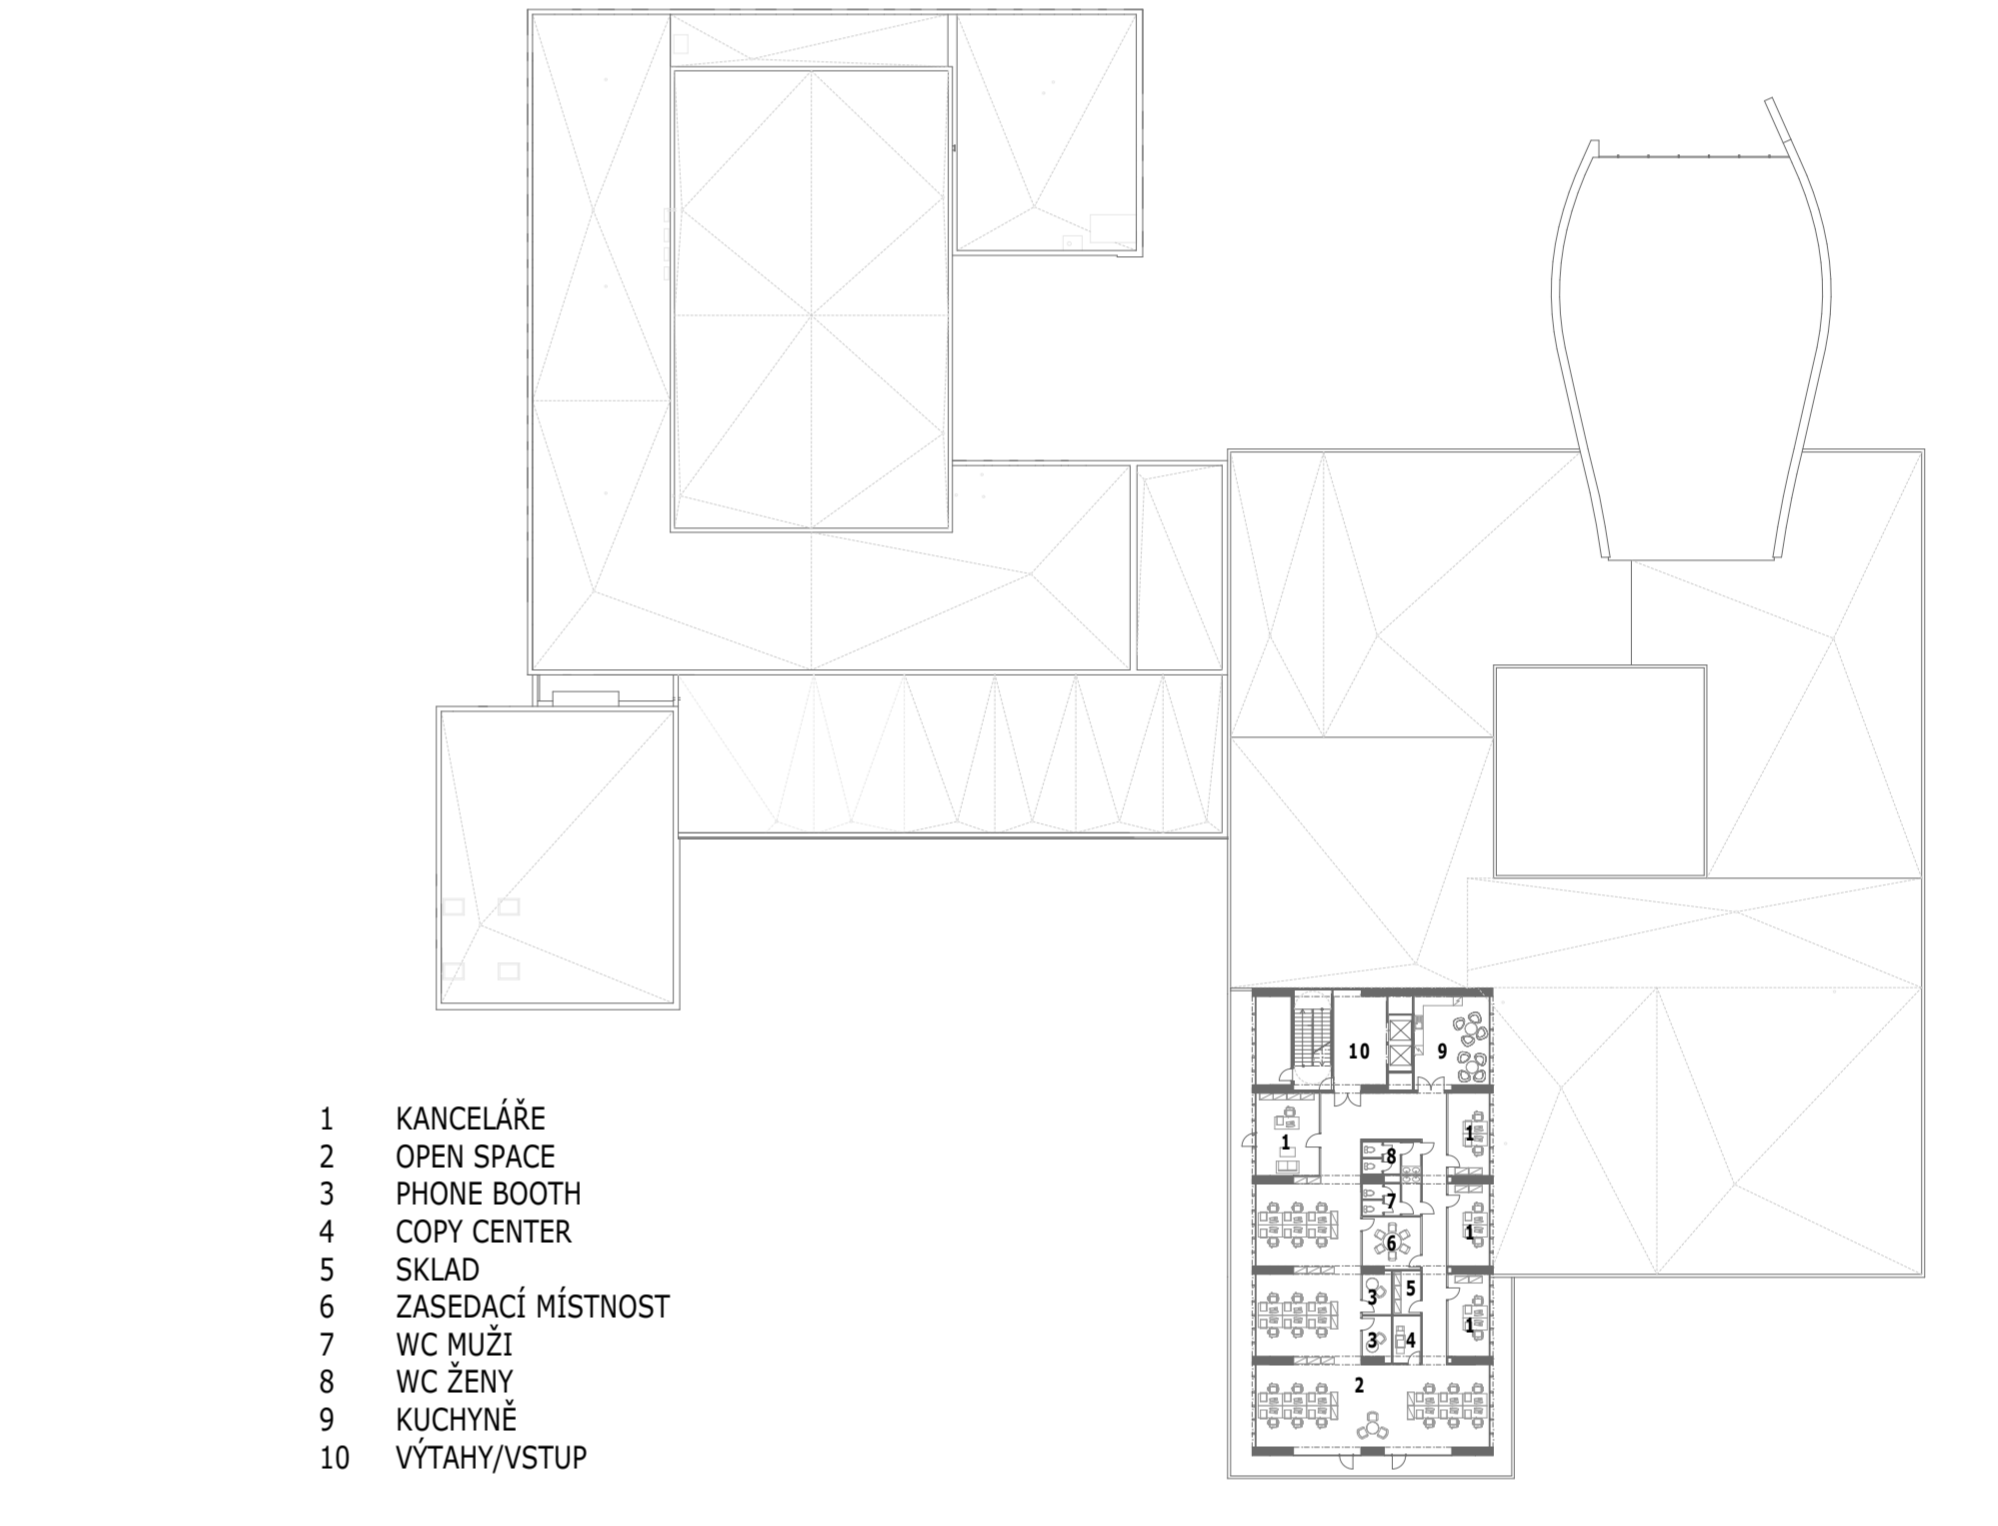 10
9
1
1
8
7
1
6
5
3
1
3
4
2
1 KANCELÁŘE
2 OPEN SPACE
3 PHONE BOOTH
4 COPY CENTER
5 SKLAD
6 ZASEDACÍ MÍSTNOST
7 WC MUŽI
8 WC ŽENY
9 KUCHYNĚ
10 VÝTAHY/VSTUP